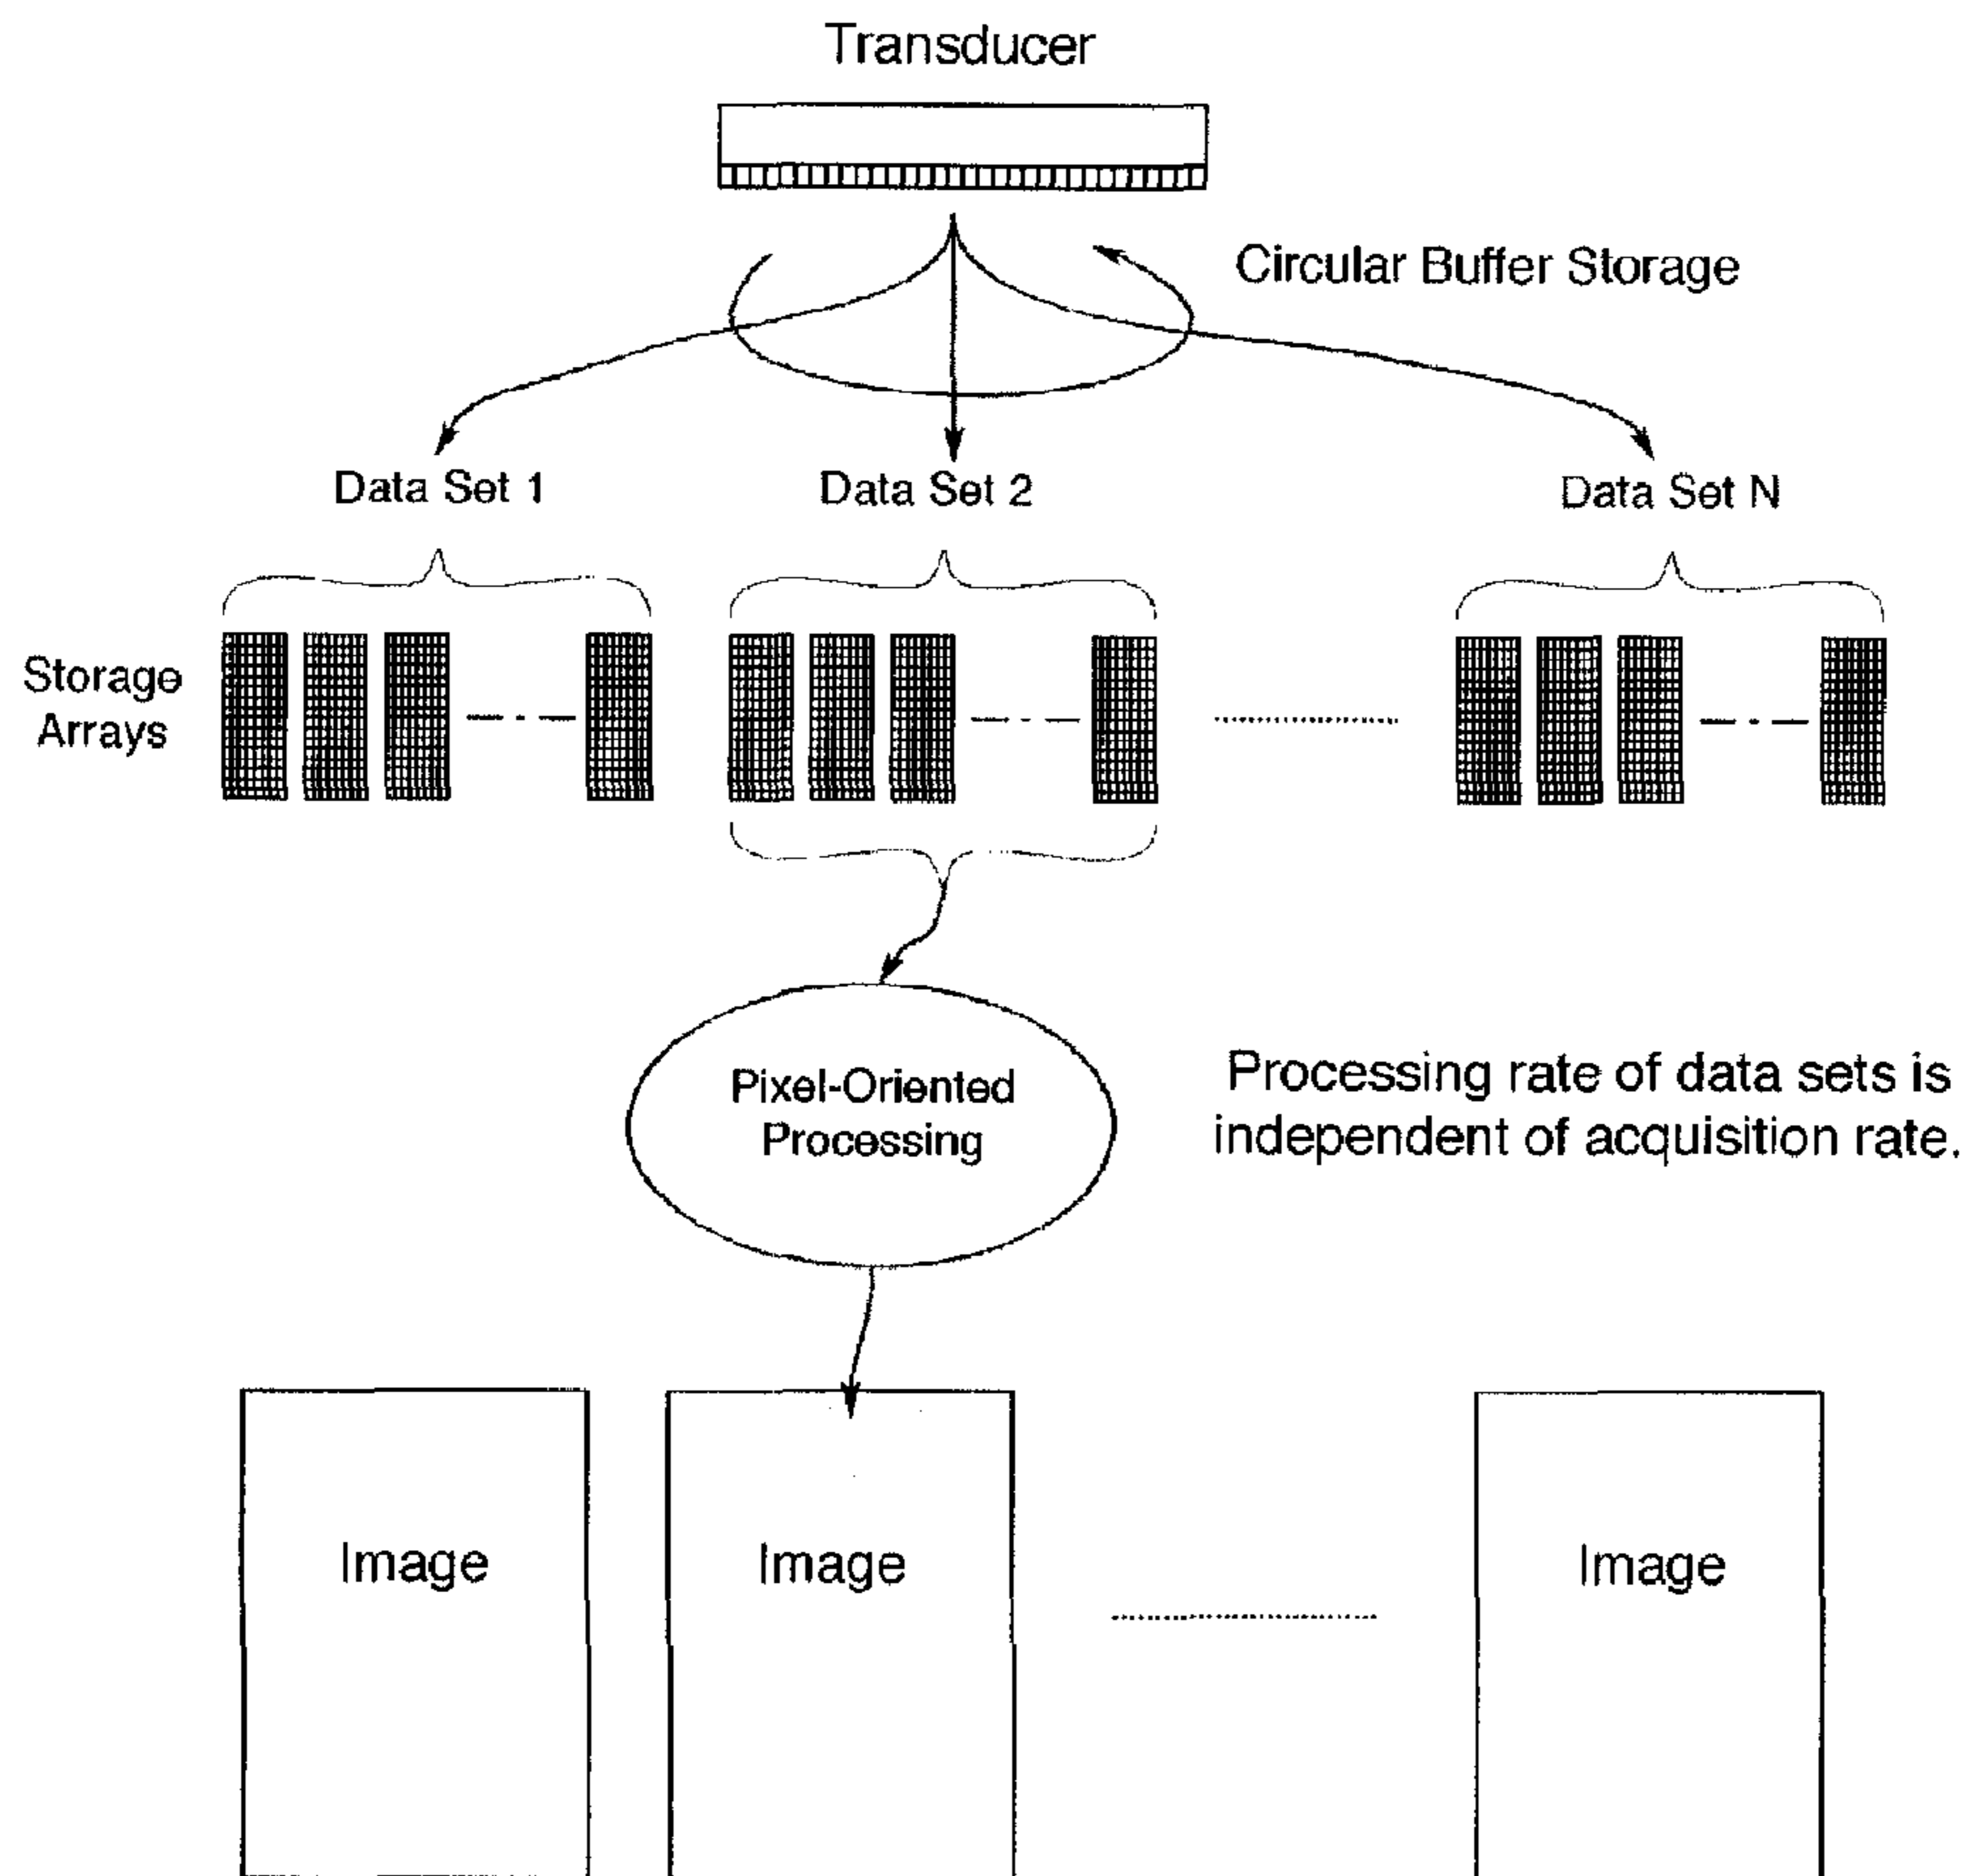 Transducer
Circular Buffer Storage
Data Set 1
Data Set 2
Data Set N
Storage
Arrays
Pixel-Oriented
Processing
Processing rate of data sets is
independent of acquisition rate.
Image
Image
Image